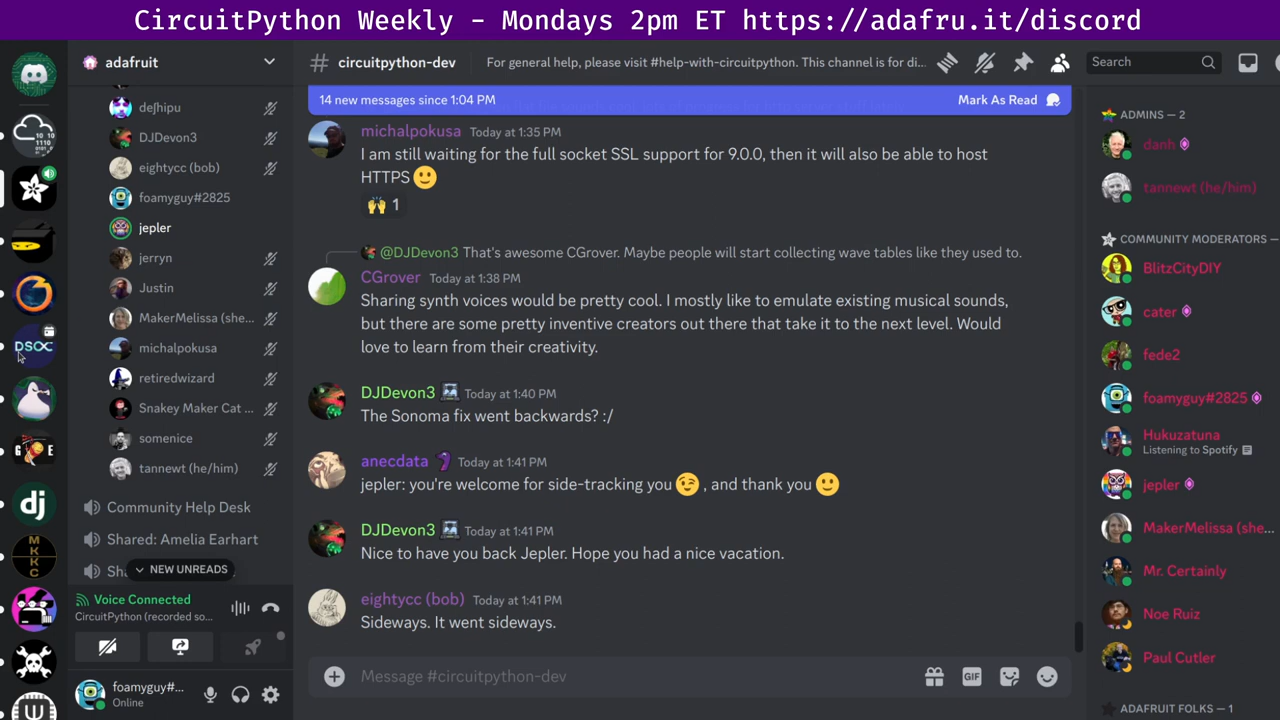 CircuitPython Weekly - Mondays 2pm ET https://adafru.it/discord
adafruit
deʃhipu
DJDevon3
eightycc (bob)
foamyguy#2825
jepler
jerryn
Justin
MakerMelissa (she...
michalpokusa
retiredwizard
Snakey Maker Cat ...
somenice
tannewt (he/him)
Community Help Desk
Shared: Amelia Earhart
NEW UNREADS
Voice Connected
CircuitPython (recorded so...
foamyguy#...
Online
DSOC
dj
MK
KC
# circuitpython-dev
For general help, please visit #help-with-circuitpython. This channel is for di...
14 new messages since 1:04 PM
Mark As Read
michalpokusa Today at 1:35 PM
I am still waiting for the full socket SSL support for 9.0.0, then it will also be able to host
HTTPS 🙂
🙌 1
@DJDevon3 That's awesome CGrover. Maybe people will start collecting wave tables like they used to.
CGrover Today at 1:38 PM
Sharing synth voices would be pretty cool. I mostly like to emulate existing musical sounds,
but there are some pretty inventive creators out there that take it to the next level. Would
love to learn from their creativity.
DJDevon3 Today at 1:40 PM
The Sonoma fix went backwards? :/
anecdata Today at 1:41 PM
jepler: you're welcome for side-tracking you 😉 , and thank you 🙂
DJDevon3 Today at 1:41 PM
Nice to have you back Jepler. Hope you had a nice vacation.
eightycc (bob) Today at 1:41 PM
Sideways. It went sideways.
Message #circuitpython-dev
GIF
Search
ADMINS — 2
danh
tannewt (he/him)
COMMUNITY MODERATORS —
BlitzCityDIY
cater
fede2
foamyguy#2825
Hukuzatuna
Listening to Spotify
jepler
MakerMelissa (she...
Mr. Certainly
Noe Ruiz
Paul Cutler
ADAFRUIT FOLKS — 1